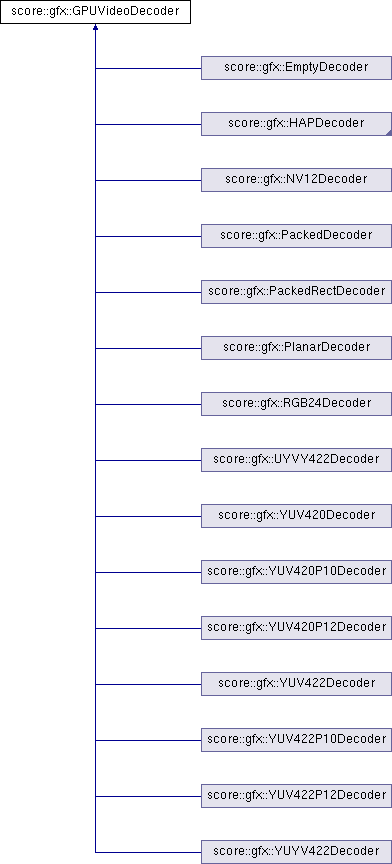 score::gfx::GPUVideoDecoder
score::gfx::EmptyDecoder
score::gfx::HAPDecoder
score::gfx::NV12Decoder
score::gfx::PackedDecoder
score::gfx::PackedRectDecoder
score::gfx::PlanarDecoder
score::gfx::RGB24Decoder
score::gfx::UYVY422Decoder
score::gfx::YUV420Decoder
score::gfx::YUV420P10Decoder
score::gfx::YUV420P12Decoder
score::gfx::YUV422Decoder
score::gfx::YUV422P10Decoder
score::gfx::YUV422P12Decoder
score::gfx::YUYV422Decoder